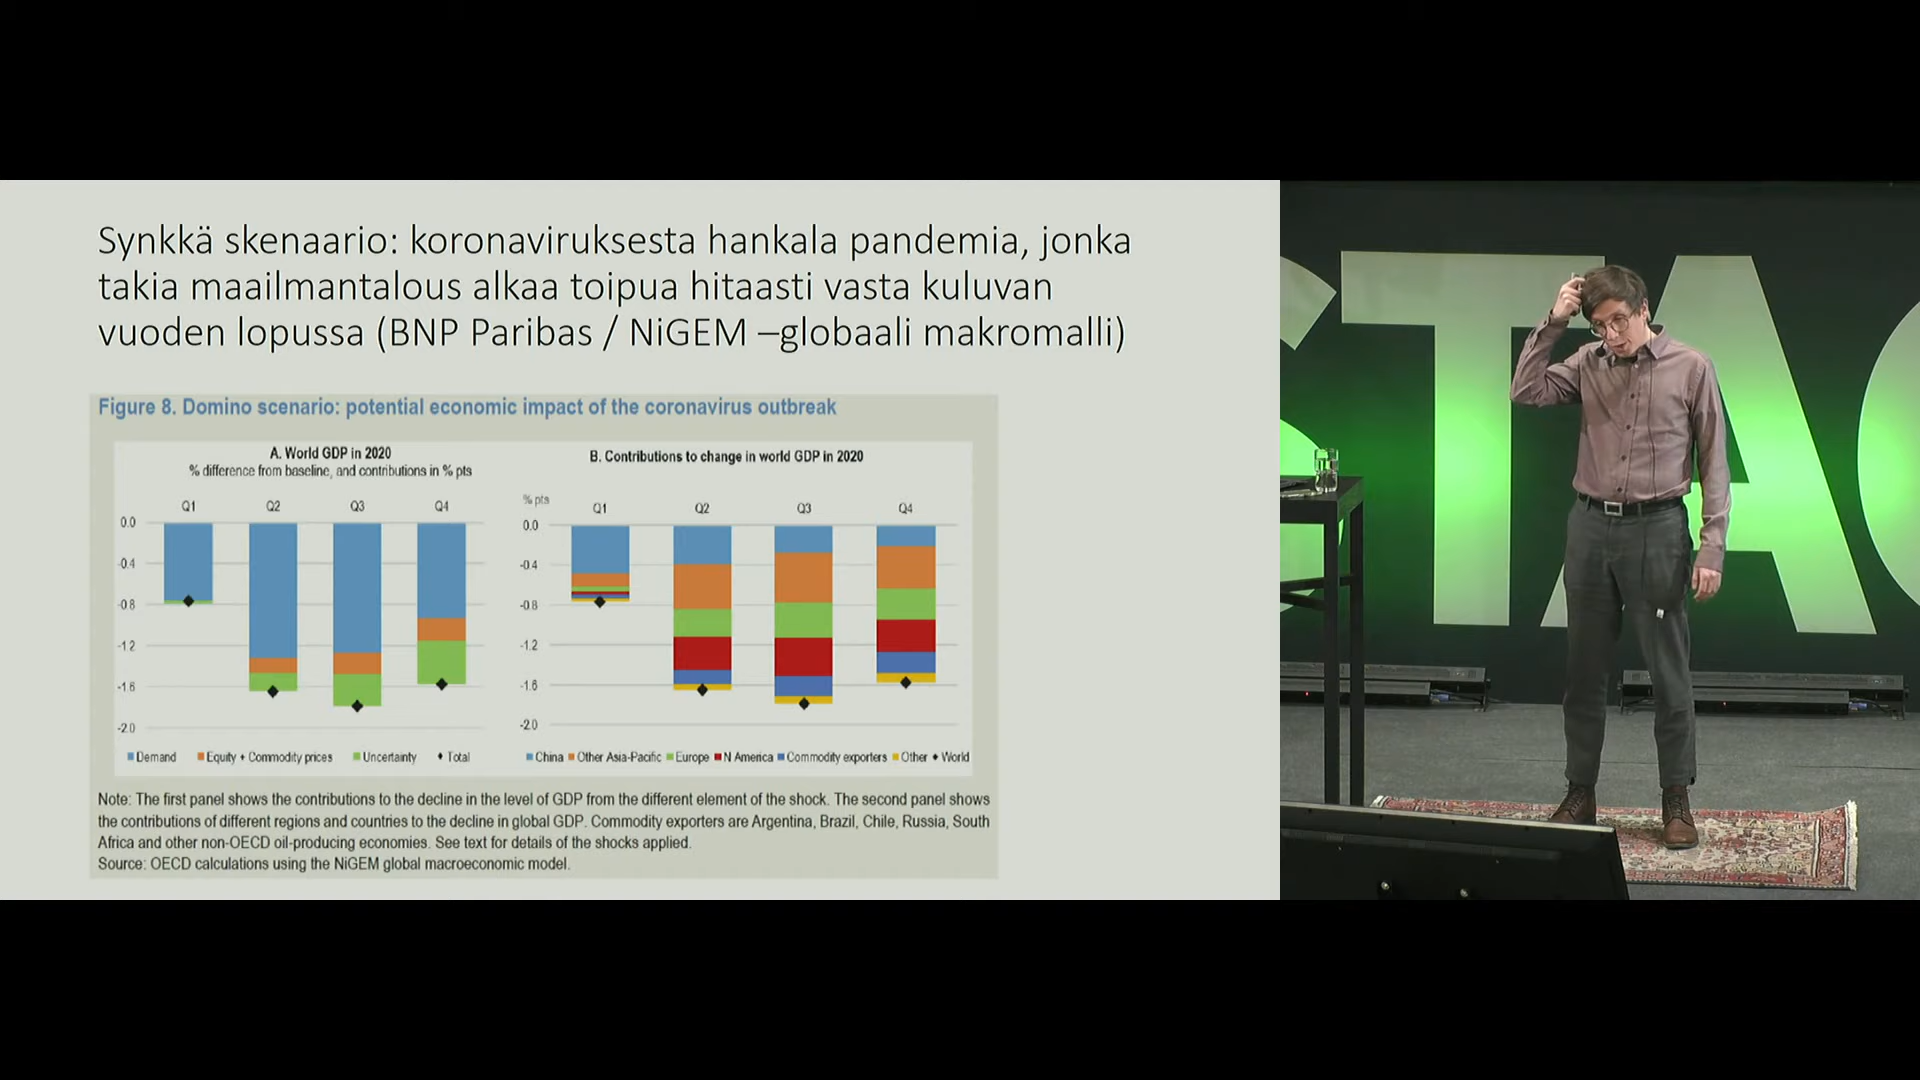 Synkkä skenaario: koronaviruksesta hankala pandemia, jonka
takia maailmantalous alkaa toipua hitaasti vasta kuluvan
vuoden lopussa (BNP Paribas / NiGEM –globaali makromalli)
Figure 8. Domino scenario: potential economic impact of the coronavirus outbreak
A. World GDP in 2020
% difference from baseline, and contributions in % pts
Q1 Q2 Q3 Q4
0.0
-0.4
-0.8
-1.2
-1.6
-2.0
Demand Equity + Commodity prices Uncertainty Total
B. Contributions to change in world GDP in 2020
% pts
Q1 Q2 Q3 Q4
0.0
-0.4
-0.8
-1.2
-1.6
-2.0
China Other Asia-Pacific Europe N America Commodity exporters Other World
Note: The first panel shows the contributions to the decline in the level of GDP from the different element of the shock. The second panel shows
the contributions of different regions and countries to the decline in global GDP. Commodity exporters are Argentina, Brazil, Chile, Russia, South
Africa and other non-OECD oil-producing economies. See text for details of the shocks applied.
Source: OECD calculations using the NiGEM global macroeconomic model.
STA